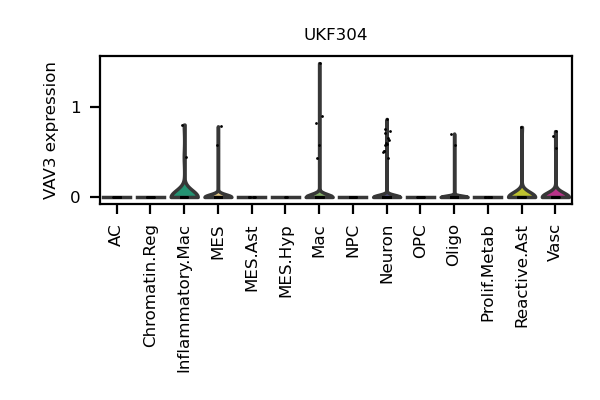 UKF304
VAV3 expression
1
0
AC
Chromatin.Reg
Inflammatory.Mac
MES
MES.Ast
MES.Hyp
Mac
NPC
Neuron
OPC
Oligo
Prolif.Metab
Reactive.Ast
Vasc